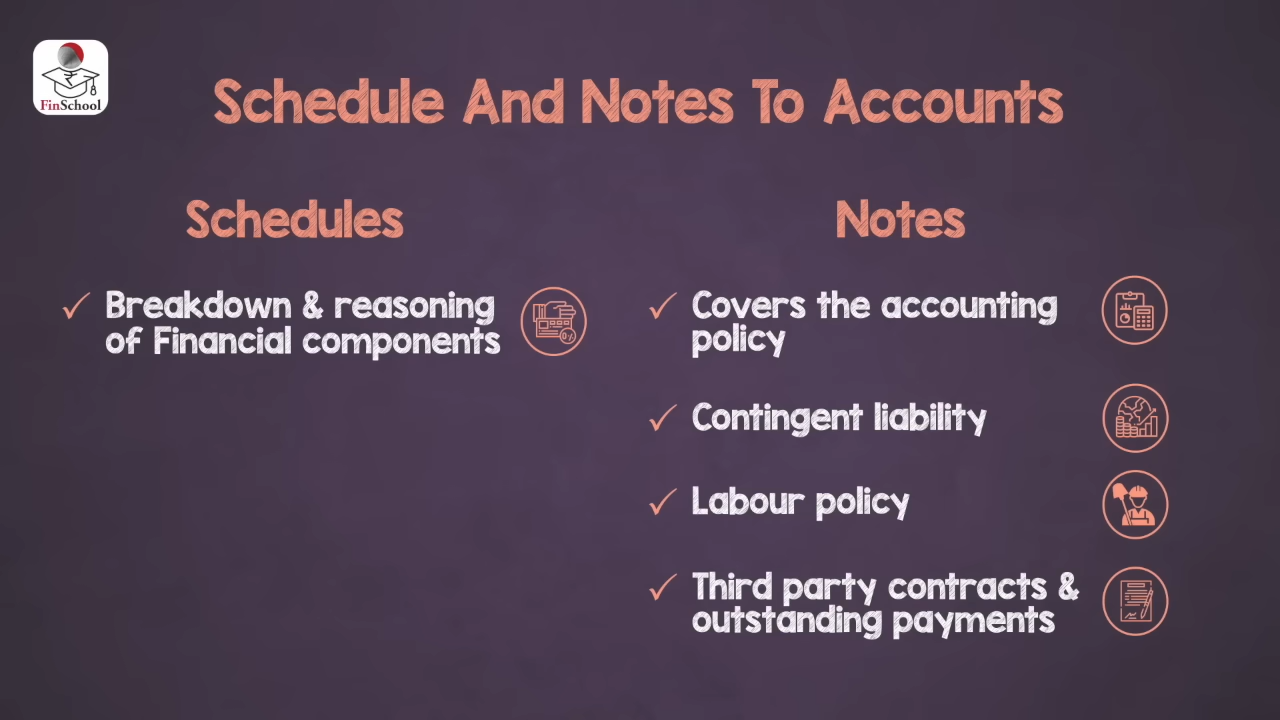 FinSchool
Schedule And Notes To Accounts
Schedules
Breakdown & reasoning
of Financial components
Notes
Covers the accounting
policy
Contingent liability
Labour policy
Third party contracts &
outstanding payments